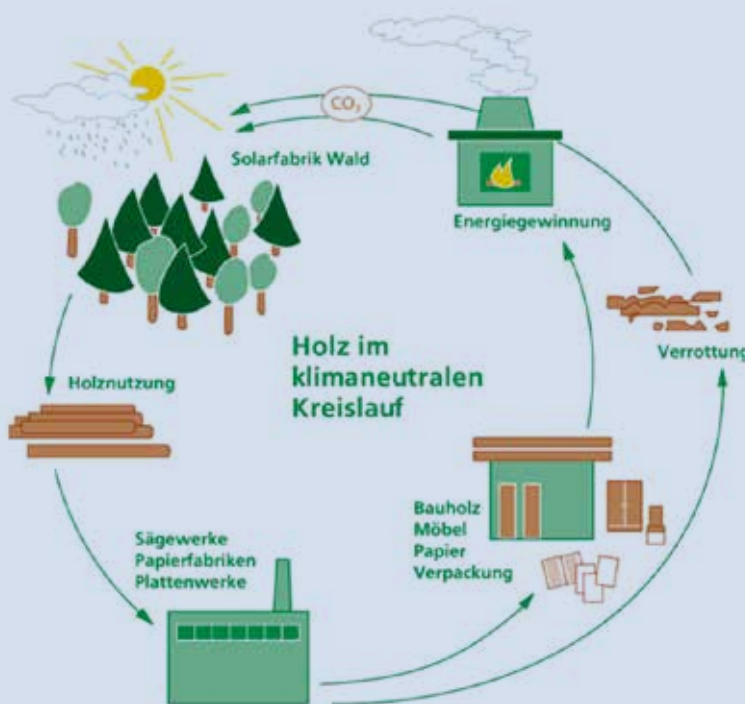 CO₂
Solarfabrik Wald
Energiegewinnung
Verrottung
Holz im
klimaneutralen
Kreislauf
Holznutzung
Bauholz
Möbel
Papier
Verpackung
Sägewerke
Papierfabriken
Plattenwerke